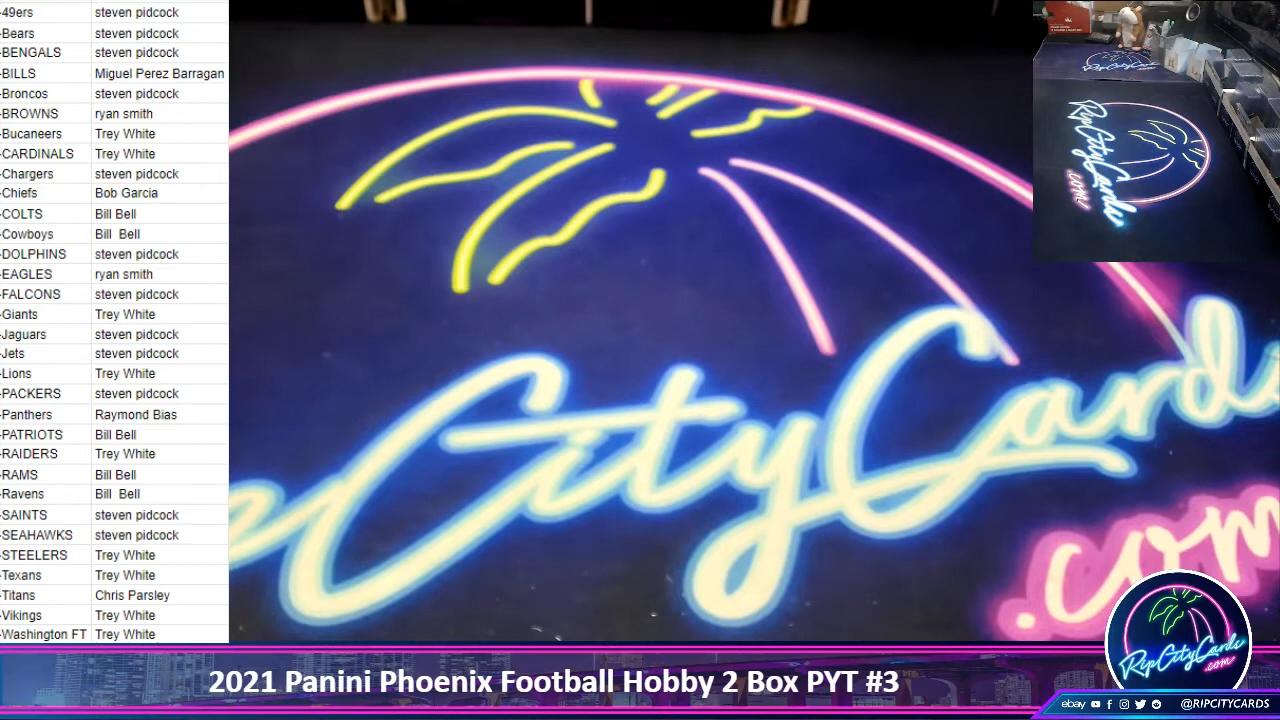 -49ers steven pidcock
-Bears steven pidcock
-BENGALS steven pidcock
-BILLS Miguel Perez Barragan
-Broncos steven pidcock
-BROWNS ryan smith
-Bucaneers Trey White
-CARDINALS Trey White
-Chargers steven pidcock
-Chiefs Bob Garcia
-COLTS Bill Bell
-Cowboys Bill  Bell
-DOLPHINS steven pidcock
-EAGLES ryan smith
-FALCONS steven pidcock
-Giants Trey White
-Jaguars steven pidcock
-Jets steven pidcock
-Lions Trey White
-PACKERS steven pidcock
-Panthers Raymond Bias
-PATRIOTS Bill Bell
-RAIDERS Trey White
-RAMS Bill Bell
-Ravens Bill  Bell
-SAINTS steven pidcock
-SEAHAWKS steven pidcock
-STEELERS Trey White
-Texans Trey White
-Titans Chris Parsley
-Vikings Trey White
-Washington FT Trey White
pCityCards
.com
RipCityCards
RipCityCards
.com
2021 Panini Phoenix Football Hobby 2 Box PYT #3
RipCityCards
.com
ebay @RIPCITYCARDS